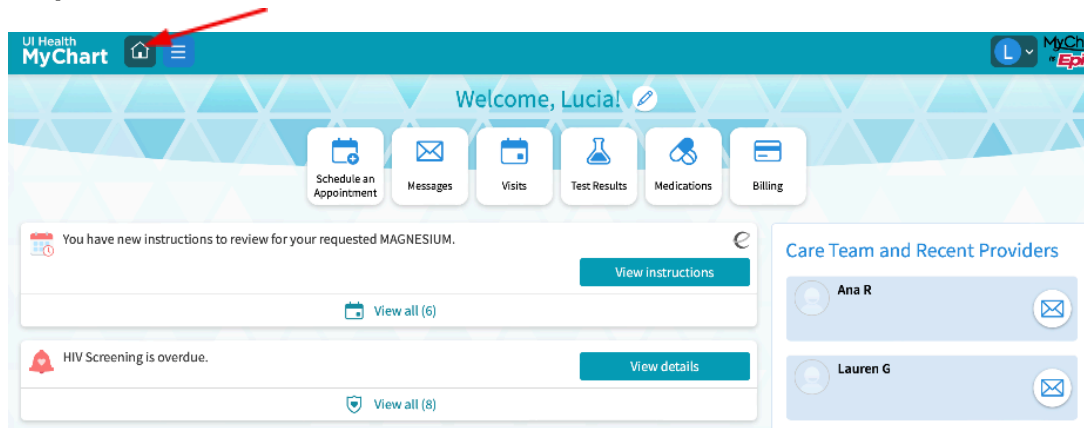 UI Health
MyChart
L
Welcome, Lucia!
Schedule an
Appointment
Messages
Visits
Test Results
Medications
Billing
You have new instructions to review for your requested MAGNESIUM.
View instructions
View all (6)
HIV Screening is overdue.
View details
View all (8)
Care Team and Recent Providers
Ana R
Lauren G